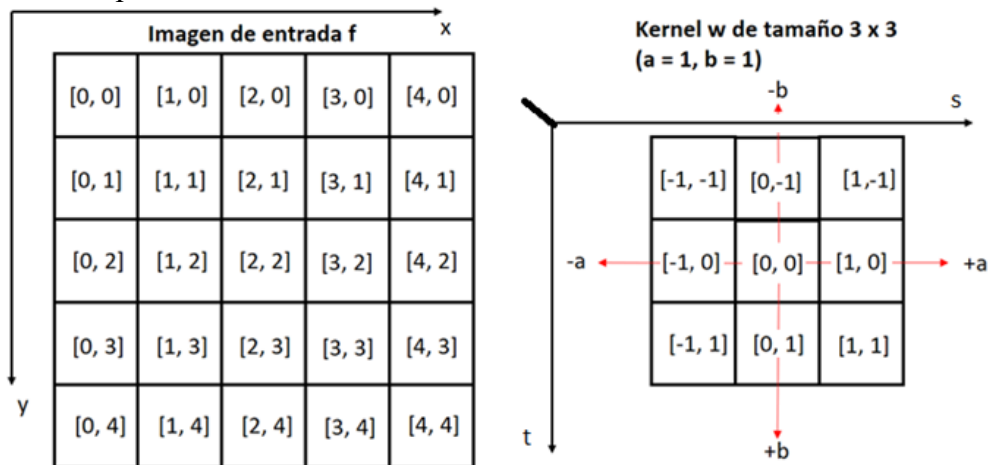 Imagen de entrada f
x
[0, 0] [1, 0] [2, 0] [3, 0] [4, 0]
[0, 1] [1, 1] [2, 1] [3, 1] [4, 1]
[0, 2] [1, 2] [2, 2] [3, 2] [4, 2]
[0, 3] [1, 3] [2, 3] [3, 3] [4, 3]
[0, 4] [1, 4] [2, 4] [3, 4] [4, 4]
y
Kernel w de tamaño 3 x 3
(a = 1, b = 1)
-b
s
[-1, -1] [0,-1] [1,-1]
-a [-1, 0] [0, 0] [1, 0] +a
[-1, 1] [0, 1] [1, 1]
t
+b